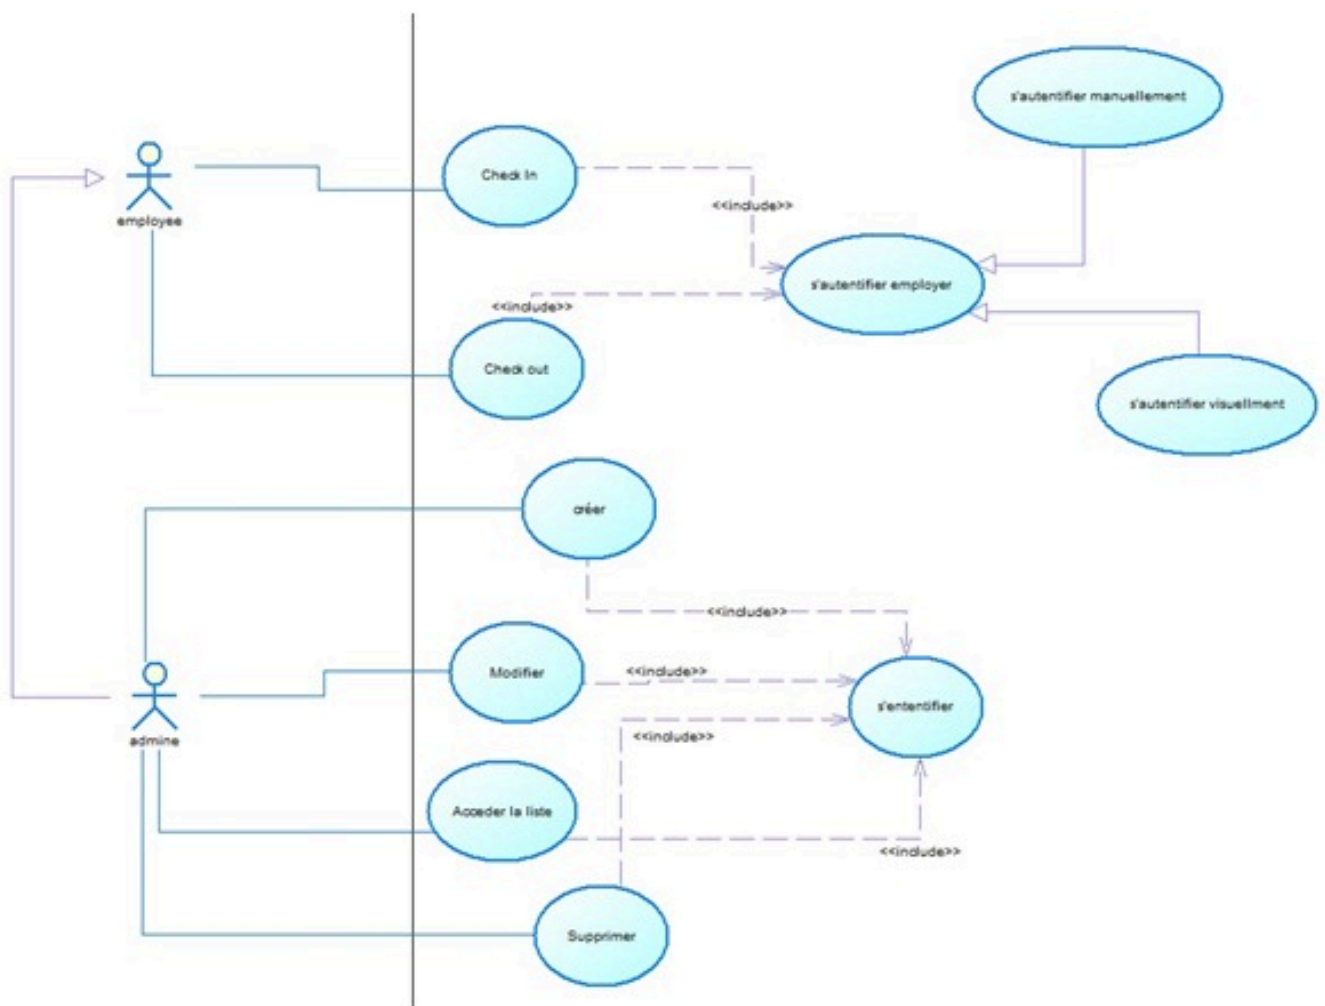 s'autentifier manuellement
Check In
<<include>>
employee
s'autentifier employer
<<include>>
Check out
s'autentifier visuellment
créer
<<include>>
Modifier
<<include>>
s'ententifier
<<include>>
admine
Acceder la liste
<<include>>
Supprimer